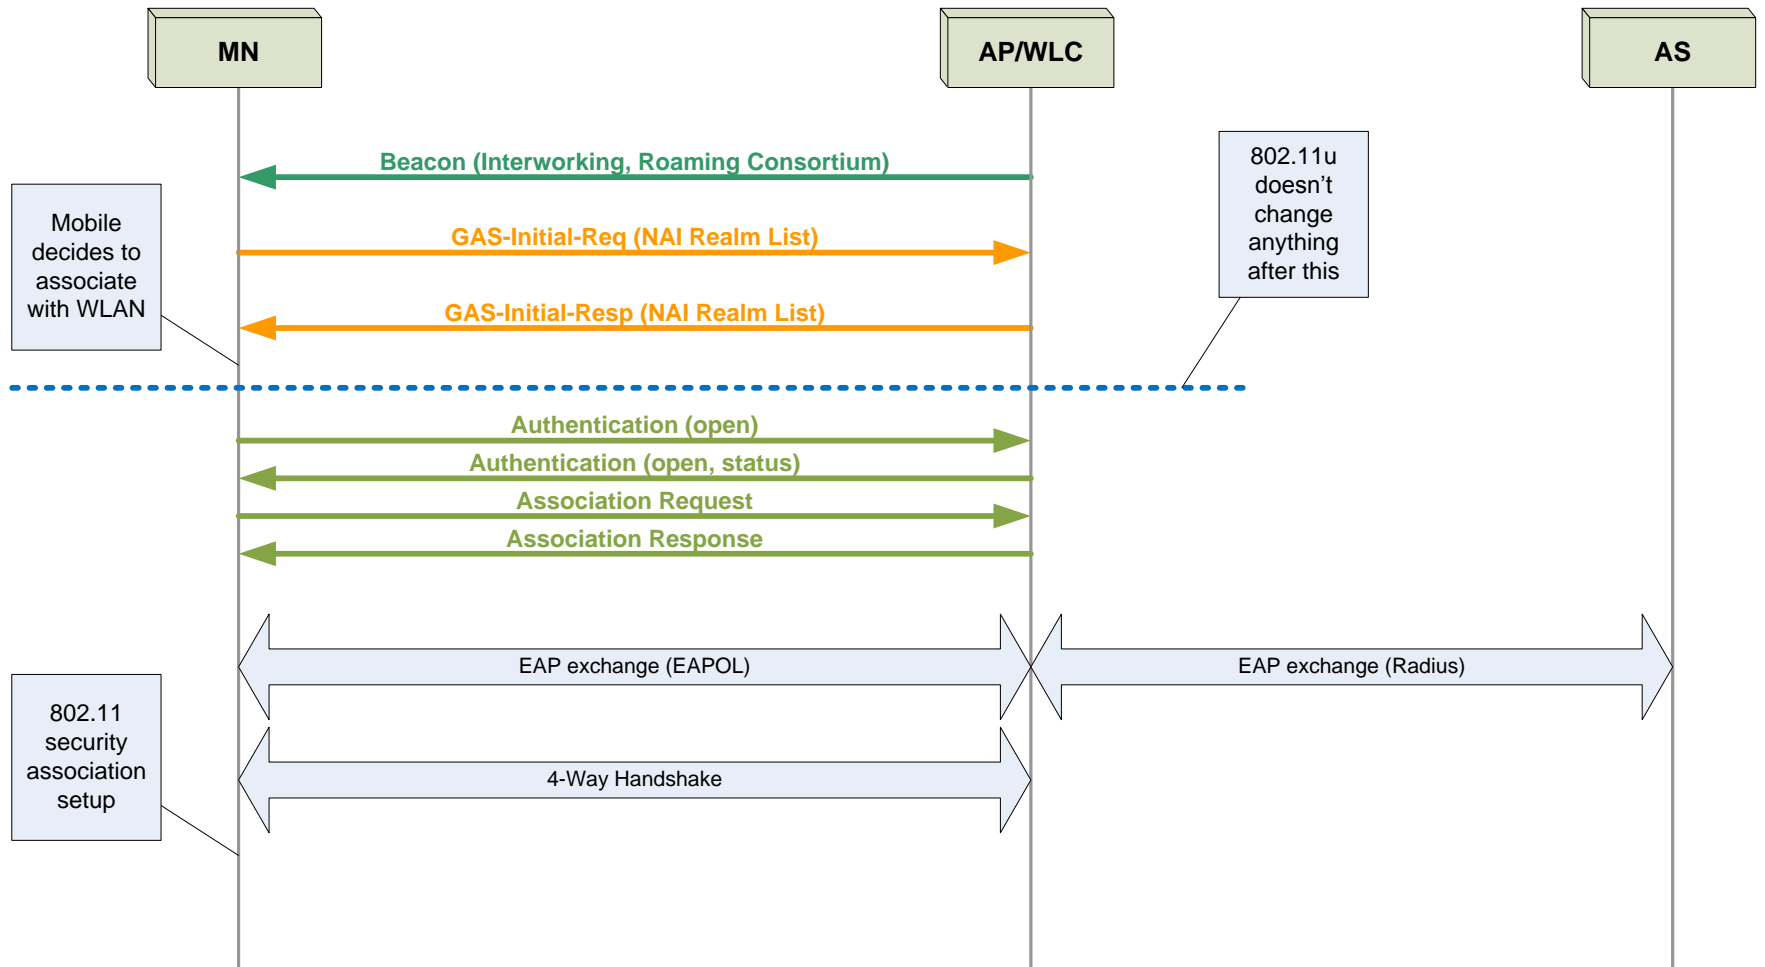 MN
AP/WLC
AS
Beacon (Interworking, Roaming Consortium)
802.11u
doesn't
change
anything
after this
Mobile
decides to
associate
with WLAN
GAS-Initial-Req (NAI Realm List)
GAS-Initial-Resp (NAI Realm List)
Authentication (open)
Authentication (open, status)
Association Request
Association Response
EAP exchange (EAPOL)
EAP exchange (Radius)
802.11
security
association
setup
4-Way Handshake